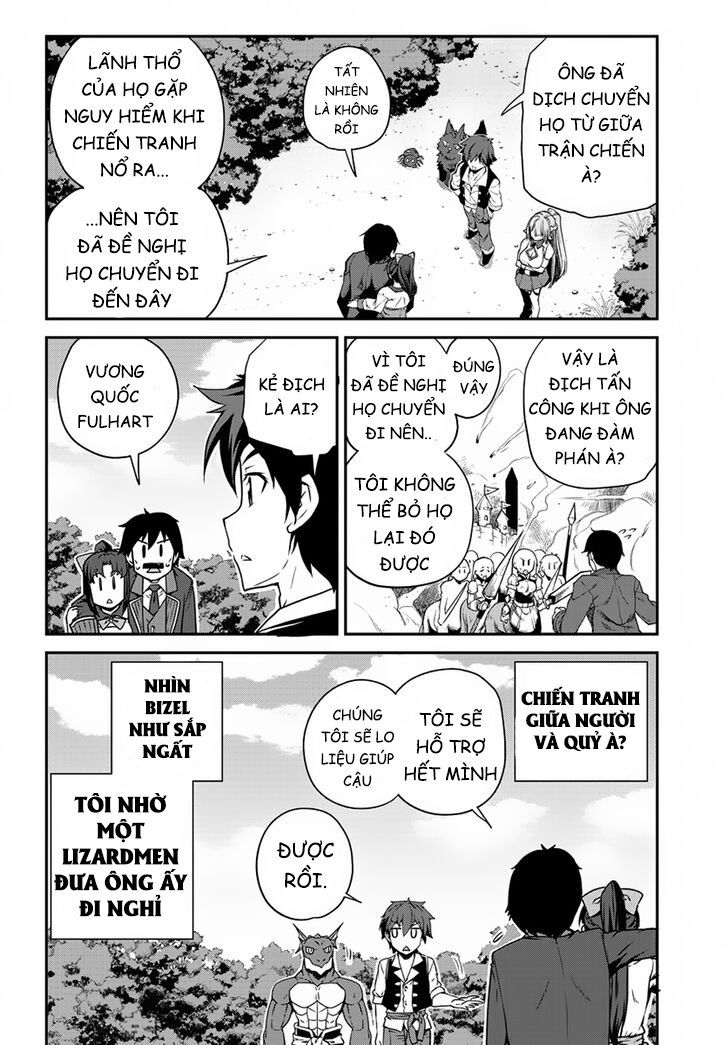 ÔNG ĐÃ
DỊCH CHUYỂN
HỌ TỪ GIỮA
TRẬN CHIẾN
À?
TẤT
NHIÊN
LÀ KHÔNG
RỒI
LÃNH THỔ
CỦA HỌ GẶP
NGUY HIỂM KHI
CHIẾN TRANH
NỔ RA...
...NÊN TÔI
ĐÃ ĐỀ NGHỊ
HỌ CHUYỂN ĐI
ĐẾN ĐÂY
VẬY LÀ
ĐỊCH TẤN
CÔNG KHI ÔNG
ĐANG ĐÀM
PHÁN À?
ĐÚNG
VẬY
VÌ TÔI
ĐÃ ĐỀ NGHỊ
HỌ CHUYỂN
ĐI NÊN..
TÔI KHÔNG
THỂ BỎ HỌ
LẠI ĐÓ
ĐƯỢC
KẺ ĐỊCH
LÀ AI?
VƯƠNG
QUỐC
FULHART
CHIẾN TRANH
GIỮA NGƯỜI
VÀ QUỶ À?
TÔI SẼ
HỖ TRỢ
HẾT MÌNH
CHÚNG
TÔI SẼ LO
LIỆU GIÚP
CẬU
ĐƯỢC
RỒI.
NHÌN
BIZEL
NHƯ SẮP
NGẤT
TÔI NHỜ
MỘT
LIZARDMEN
ĐƯA ÔNG ẤY
ĐI NGHỈ